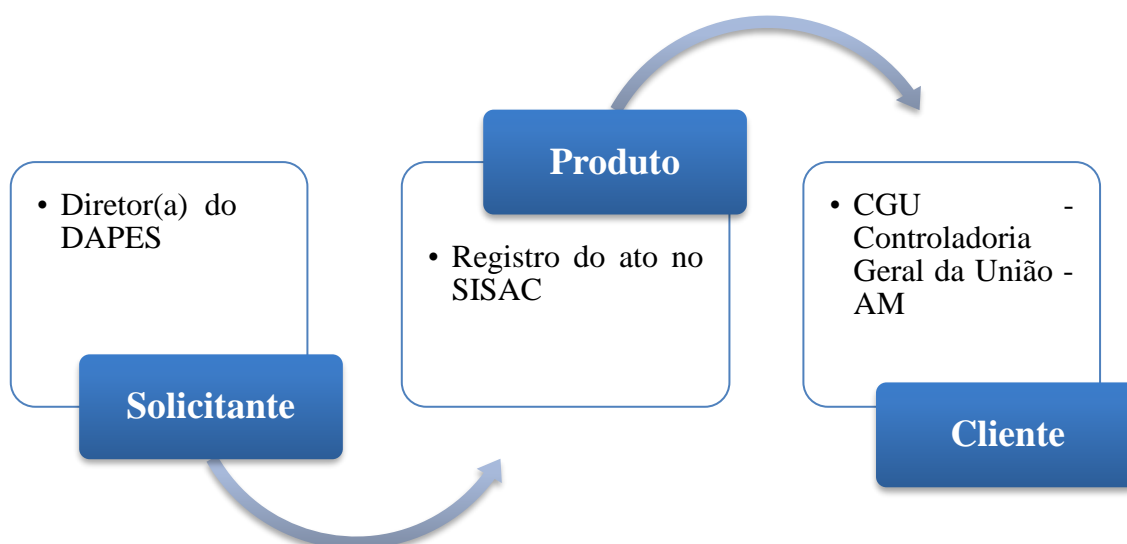 • Diretor(a) do
DAPES
Solicitante
Produto
• Registro do ato no
SISAC
• CGU -
Controladoria
Geral da União -
AM
Cliente